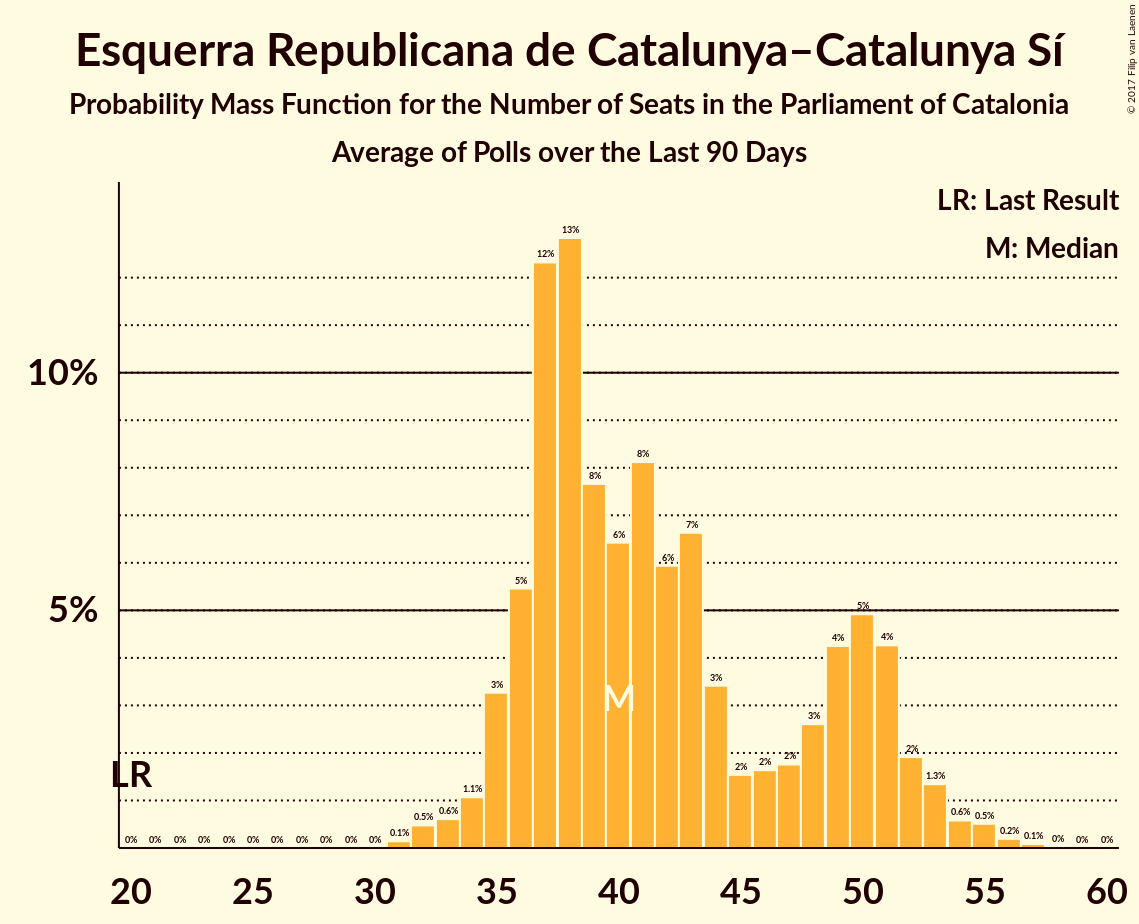 Esquerra Republicana de Catalunya–Catalunya Sí
Probability Mass Function for the Number of Seats in the Parliament of Catalonia
Average of Polls over the Last 90 Days
© 2017 Filip van Laenen
LR: Last Result
M: Median
10%
5%
LR
M
0% 0% 0% 0% 0% 0% 0% 0% 0% 0% 0% 0.1% 0.5% 0.6% 1.1% 3% 5% 12% 13% 8% 6% 8% 6% 7% 3% 2% 2% 2% 3% 4% 5% 4% 2% 1.3% 0.6% 0.5% 0.2% 0.1% 0% 0% 0%
20 25 30 35 40 45 50 55 60